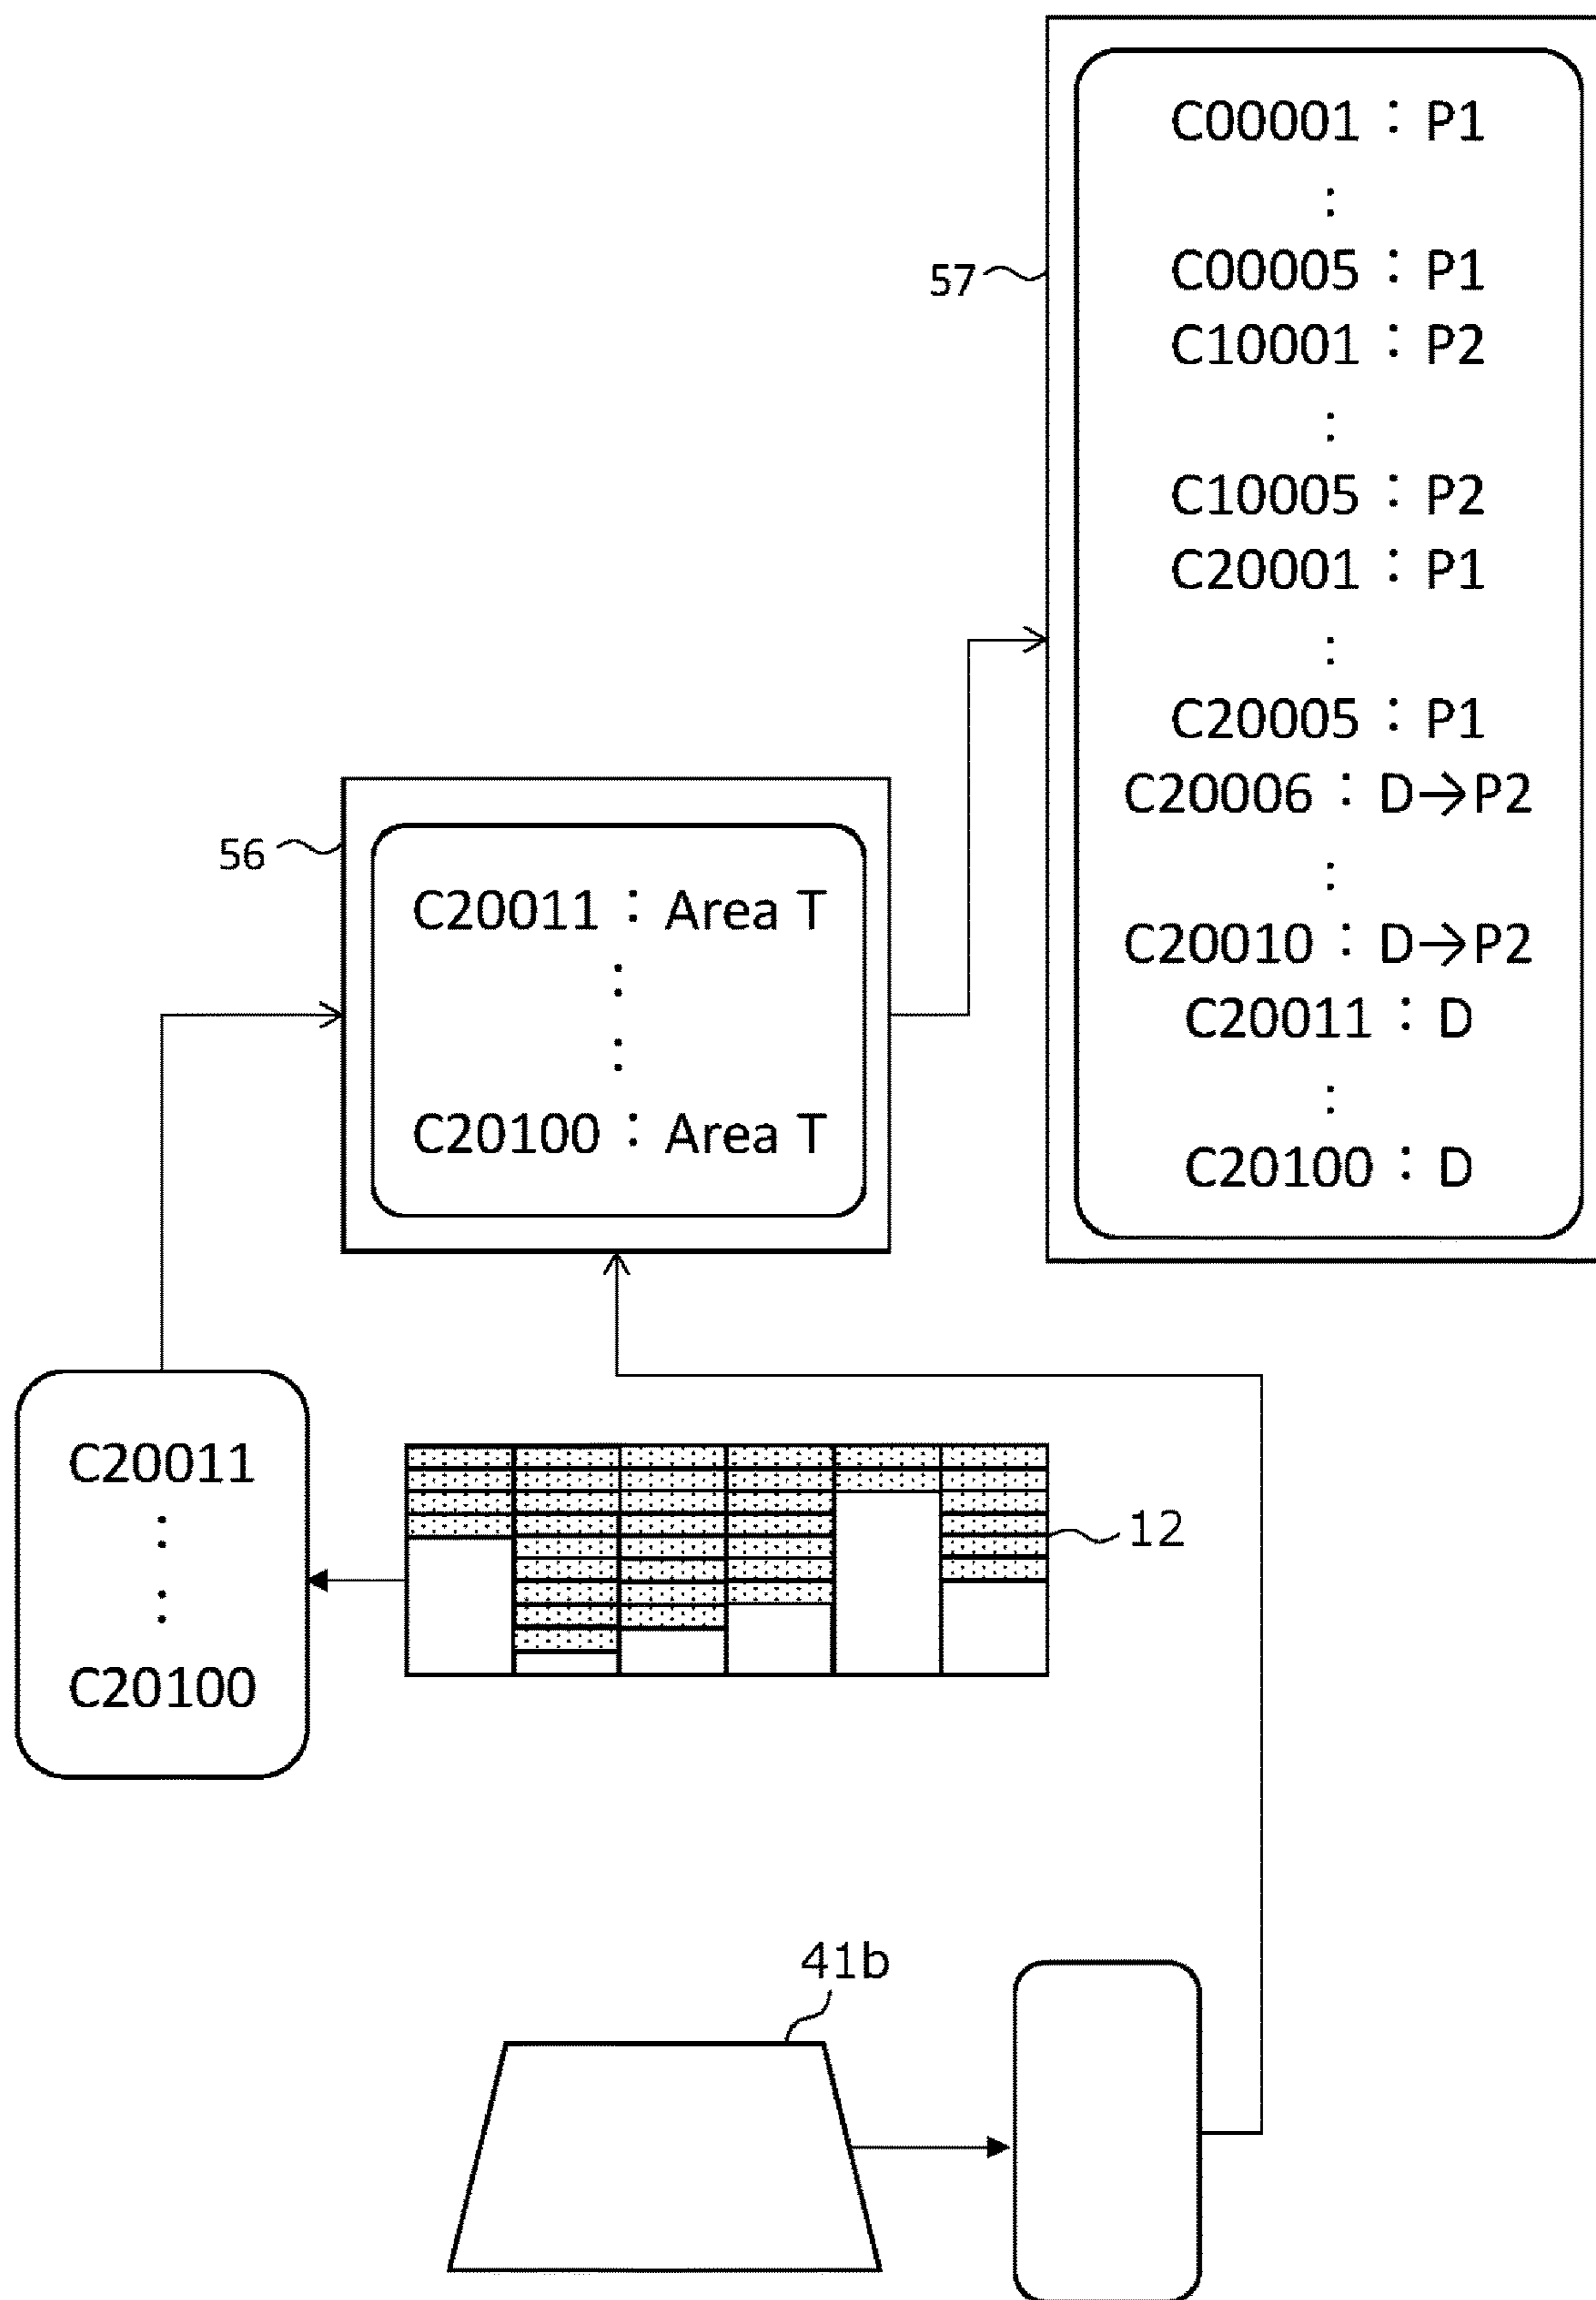 C00001 : P1
:
C00005 : P1
C10001 : P2
:
C10005 : P2
C20001 : P1
:
C20005 : P1
C20006 : D→P2
:
C20010 : D→P2
C20011 : D
:
C20100 : D
57
56
C20011 : Area T
:
:
C20100 : Area T
C20011
:
:
C20100
12
41b